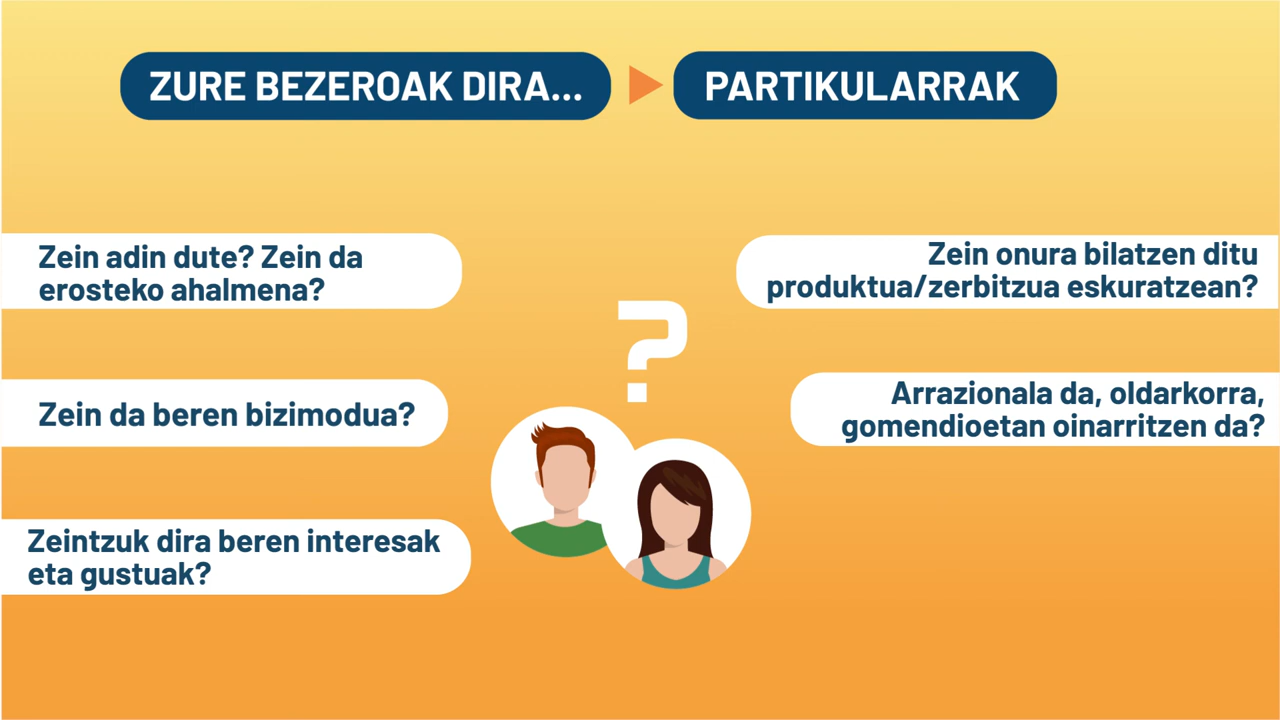 ZURE BEZEROAK DIRA...
PARTIKULARRAK
Zein adin dute? Zein da
erosteko ahalmena?
Zein da beren bizimodua?
Zeintzuk dira beren interesak
eta gustuak?
?
Zein onura bilatzen ditu
produktua/zerbitzua eskuratzean?
Arrazionala da, oldarkorra,
gomendioetan oinarritzen da?